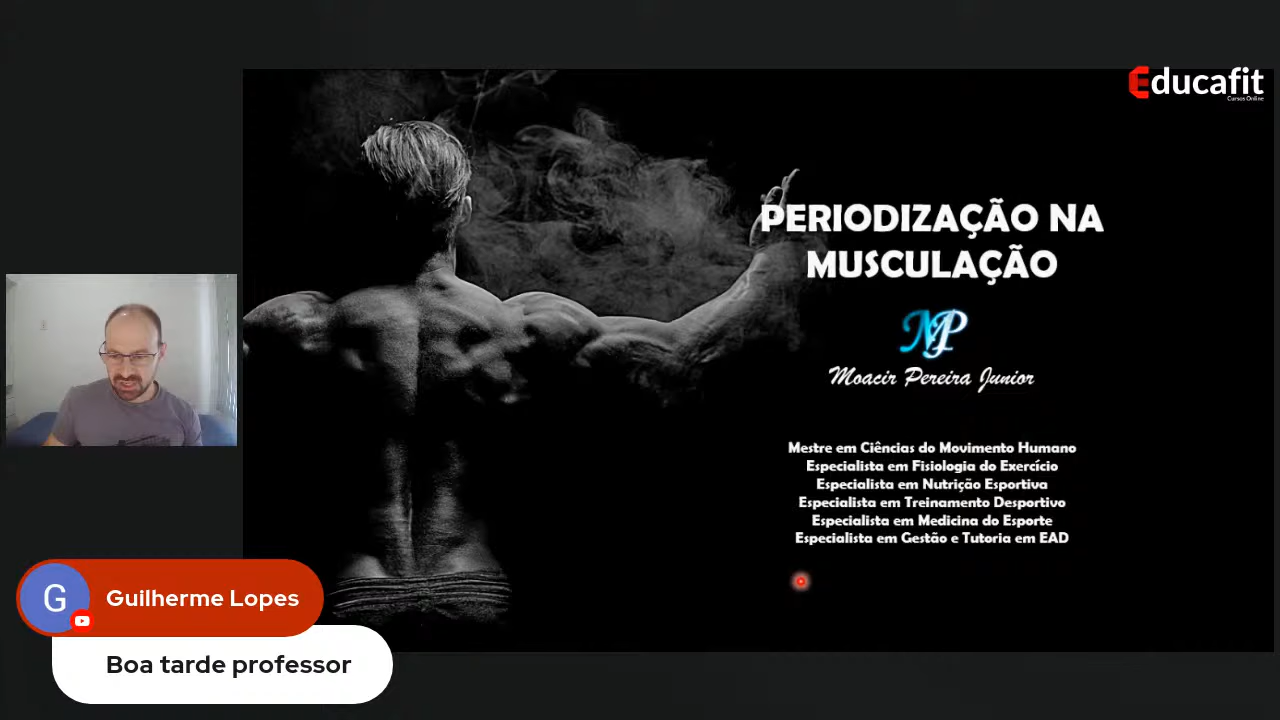 Educafit
Cursos Online
PERIODIZAÇÃO NA
MUSCULAÇÃO
MPJ
Moacir Pereira Junior
Mestre em Ciências do Movimento Humano
Especialista em Fisiologia do Exercício
Especialista em Nutrição Esportiva
Especialista em Treinamento Desportivo
Especialista em Medicina do Esporte
Especialista em Gestão e Tutoria em EAD
G
Guilherme Lopes
Boa tarde professor